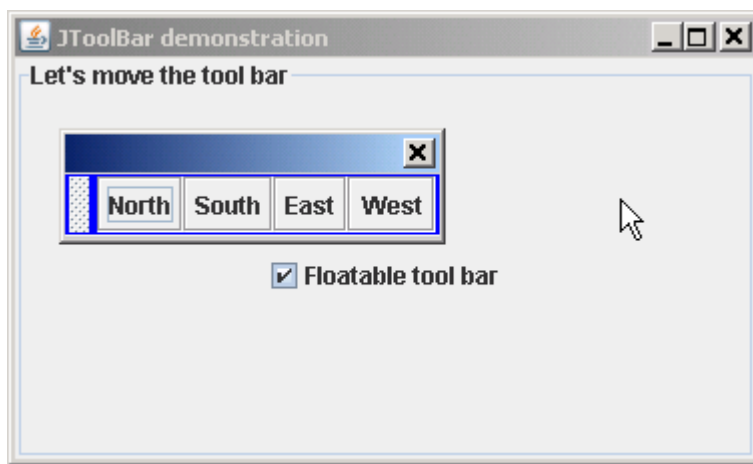 JToolBar demonstration
Let's move the tool bar
North South East West
Floatable tool bar